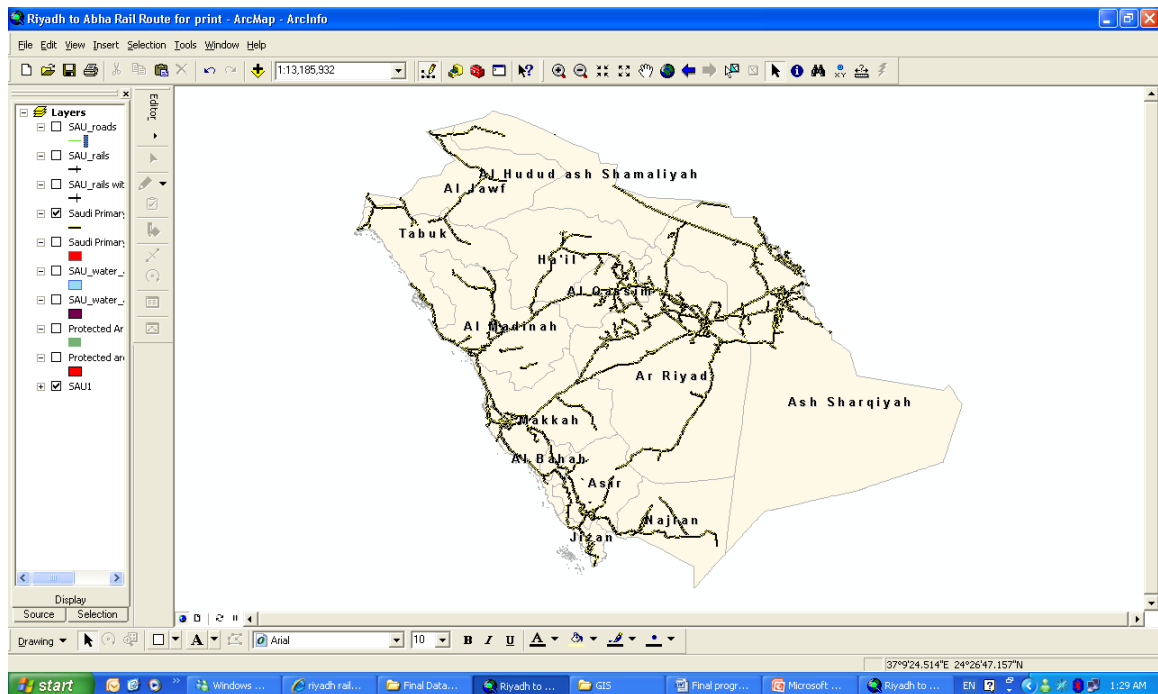 Riyadh to Abha Rail Route for print - ArcMap - ArcInfo
File Edit View Insert Selection Tools Window Help
1:13,185,932
Layers
SAU_roads
SAU_rails
SAU_rails wit
Saudi Primary
Saudi Primary
SAU_water_
SAU_water_
Protected Ar
Protected are
SAU1
Editor
Display
Source Selection
Al Hudud ash Shamaliyah
Al Jawf
Tabuk
Ha'il
Al Qassim
Al Madinah
Ar Riyad
Ash Sharqiyah
Makkah
Al Bahah
`Asir
Najran
Jizan
Drawing A Arial 10 B I U A
37°9'24.514"E 24°26'47.157"N
start Windows ... riyadh rail... Final Data... Riyadh to ... GIS Final progr... Microsoft ... Riyadh to ... EN 1:29 AM